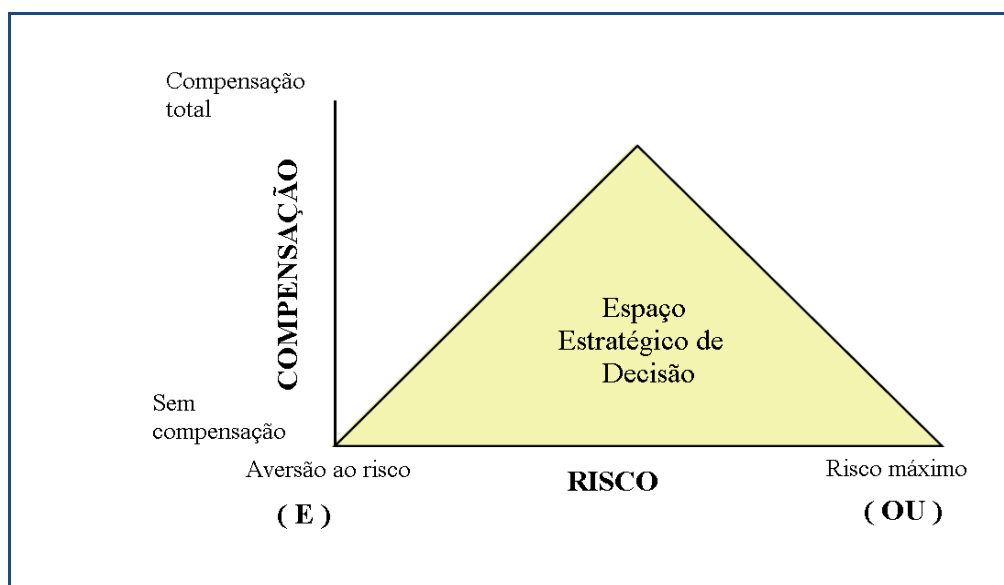 Compensação
total
COMPENSAÇÃO
Espaço
Estratégico de
Decisão
Sem
compensação
Aversão ao risco
RISCO
Risco máximo
( E )
( OU )